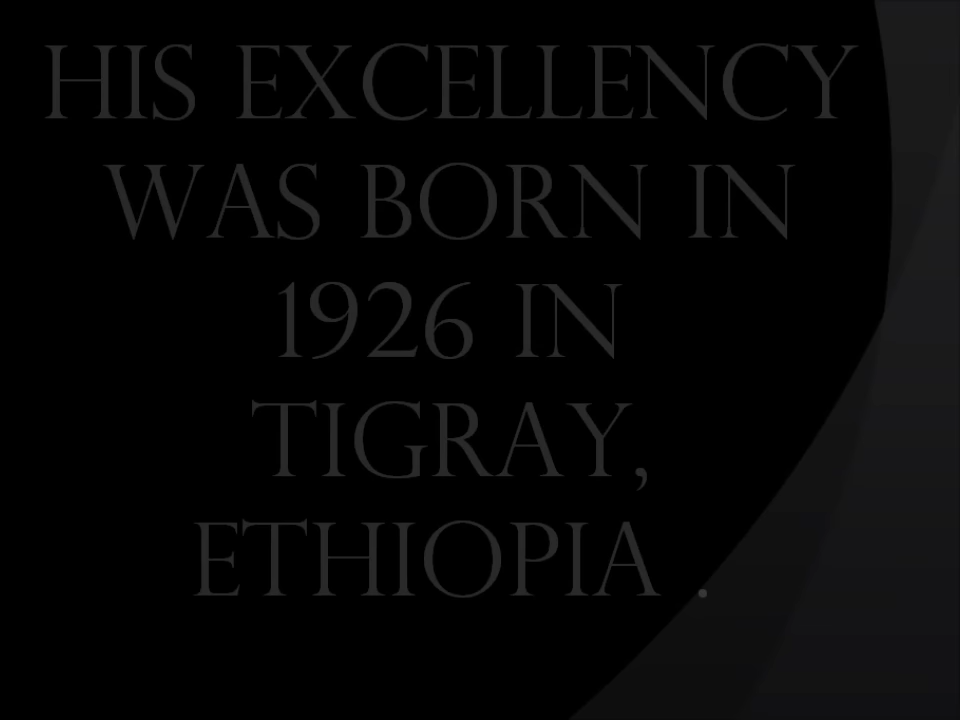 HIS EXCELLENCY
WAS BORN IN
1926 IN
TIGRAY,
ETHIOPIA .